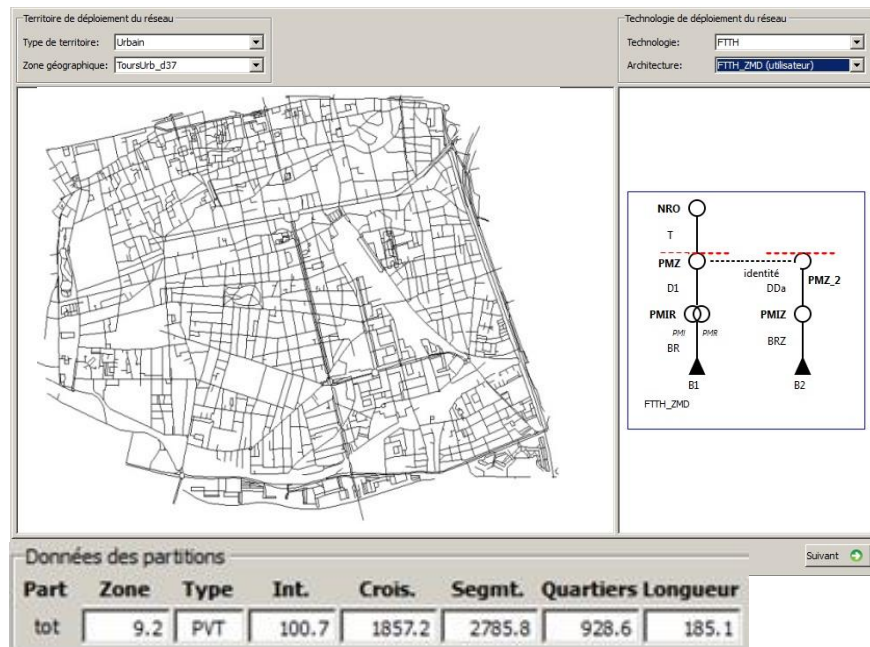 Territoire de déploiement du réseau
Type de territoire: Urbain
Zone géographique: ToursUrb_d37
Technologie de déploiement du réseau
Technologie: FTTH
Architecture: FTTH_ZMD (utilisateur)
NRO
T
PMZ
identité
D1
DDa
PMZ_2
PMIR
PMIZ
PMI PMR
BR
BRZ
B1
B2
FTTH_ZMD
Suivant
Données des partitions
Part Zone Type Int. Crois. Segmt. Quartiers Longueur
tot 9.2 PVT 100.7 1857.2 2785.8 928.6 185.1